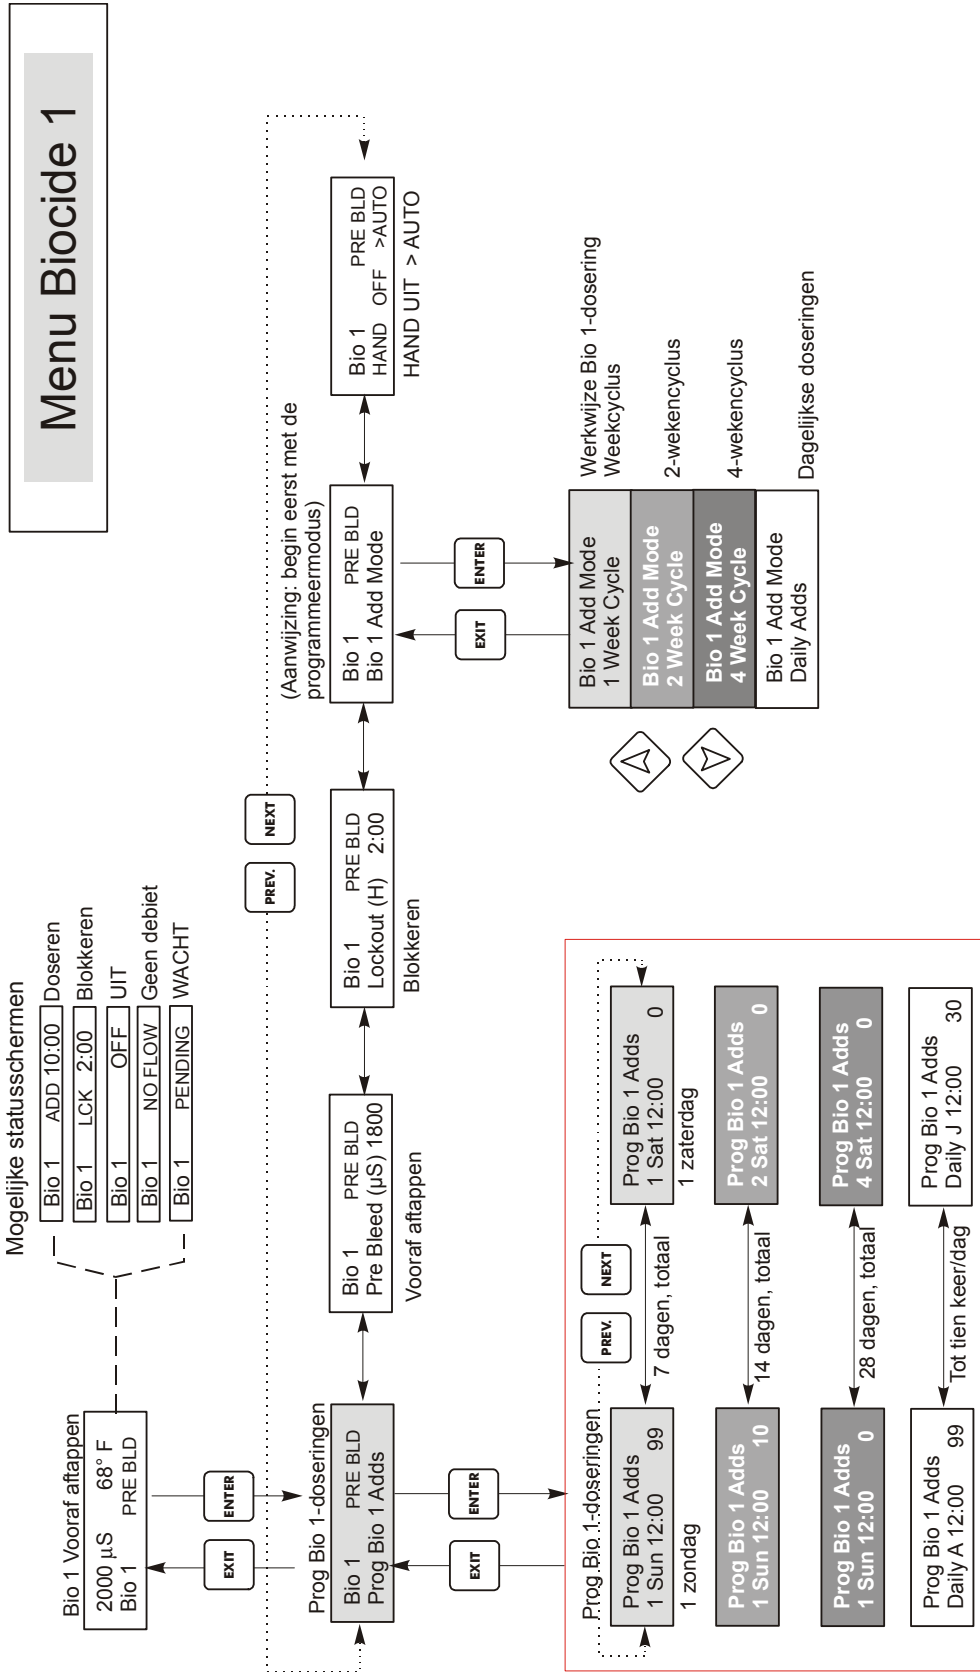 Menu Biocide 1
Mogelijke statusschermen
Bio 1 ADD 10:00 Doseren
Bio 1 LCK 2:00 Blokkeren
Bio 1 OFF UIT
Bio 1 NO FLOW Geen debiet
Bio 1 PENDING WACHT
Bio 1 Vooraf aftappen
2000 µS 68° F
Bio 1 PRE BLD
EXIT
ENTER
PREV.
NEXT
Prog Bio 1-doseringen
Bio 1 PRE BLD
Prog Bio 1 Adds
Bio 1 PRE BLD
Pre Bleed (µS) 1800
Vooraf aftappen
Bio 1 PRE BLD
Lockout (H) 2:00
Blokkeren
(Aanwijzing: begin eerst met de
programmeermodus)
Bio 1 PRE BLD
Bio 1 Add Mode
Bio 1 PRE BLD
HAND OFF >AUTO
HAND UIT > AUTO
EXIT
ENTER
EXIT
ENTER
Bio 1 Add Mode
1 Week Cycle
Werkwijze Bio 1-dosering
Weekcyclus
Bio 1 Add Mode
2 Week Cycle
2-wekencyclus
Bio 1 Add Mode
4 Week Cycle
4-wekencyclus
Bio 1 Add Mode
Daily Adds
Dagelijkse doseringen
Prog Bio 1-doseringen
PREV.
NEXT
Prog Bio 1 Adds
1 Sun 12:00 99
1 zondag
7 dagen, totaal
Prog Bio 1 Adds
1 Sat 12:00 0
1 zaterdag
Prog Bio 1 Adds
1 Sun 12:00 10
14 dagen, totaal
Prog Bio 1 Adds
2 Sat 12:00 0
Prog Bio 1 Adds
1 Sun 12:00 0
28 dagen, totaal
Prog Bio 1 Adds
4 Sat 12:00 0
Prog Bio 1 Adds
Daily A 12:00 99
Tot tien keer/dag
Prog Bio 1 Adds
Daily J 12:00 30